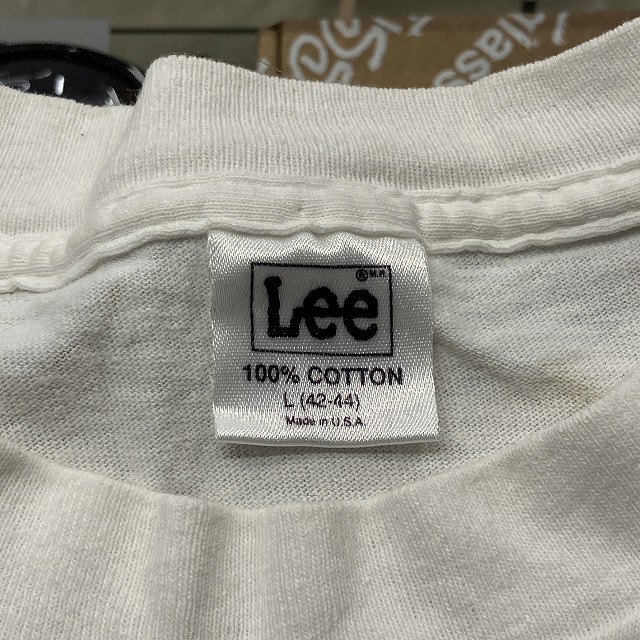 Lee
® M.R.
100% COTTON
L (42-44)
Made in U.S.A.